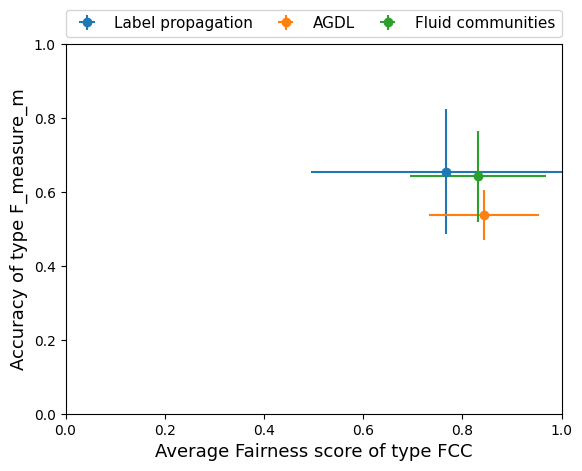 Label propagation AGDL Fluid communities
1.0
0.8
0.6
0.4
0.2
0.0
Accuracy of type F_measure_m
0.0 0.2 0.4 0.6 0.8 1.0
Average Fairness score of type FCC